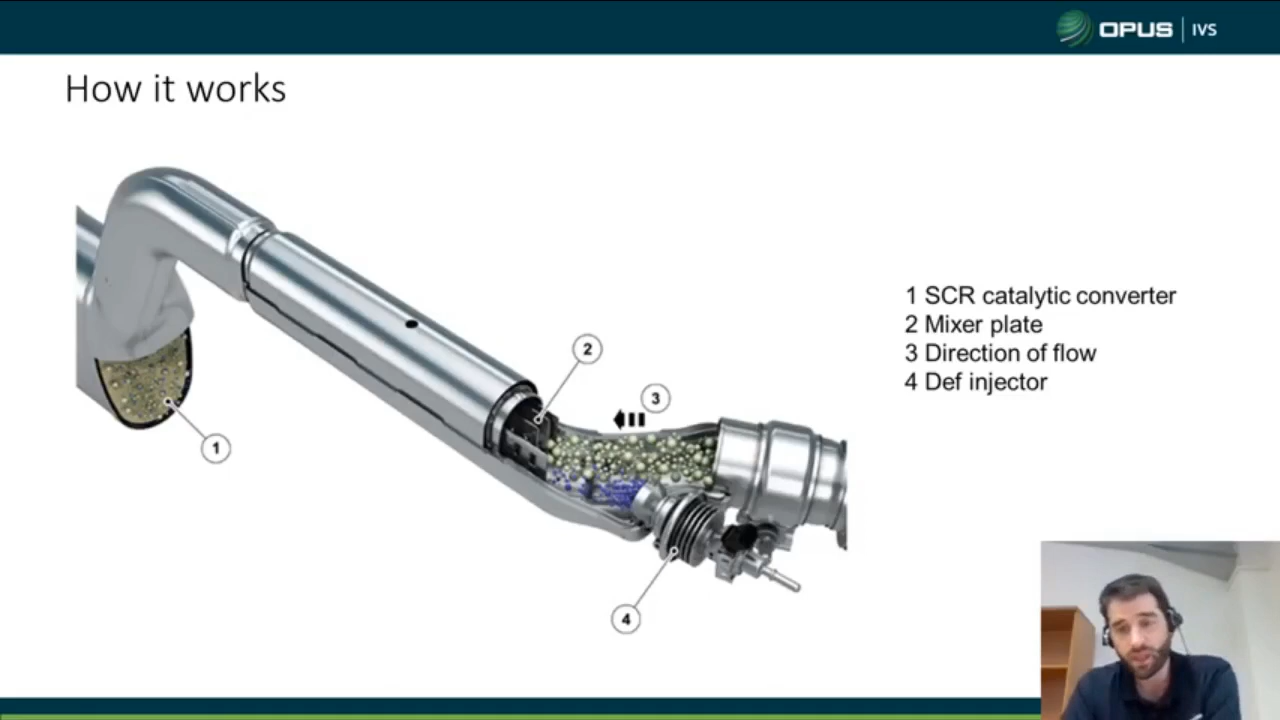 OPUS | IVS
How it works
1 SCR catalytic converter
2 Mixer plate
3 Direction of flow
4 Def injector
2
3
1
4